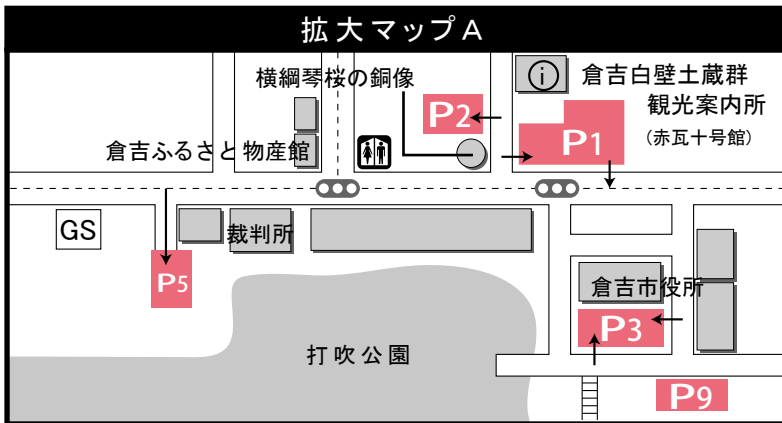 拡大マップA
横綱琴桜の銅像
i
倉吉白壁土蔵群
観光案内所
(赤瓦十号館)
P2
P1
倉吉ふるさと物産館
GS
裁判所
P5
倉吉市役所
P3
打吹公園
P9